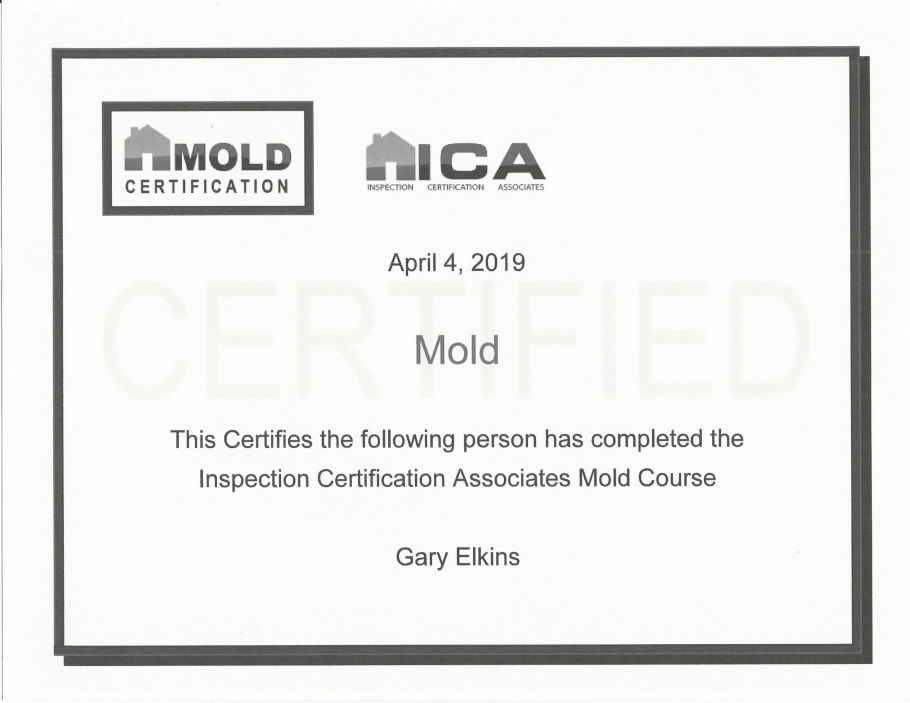 MOLD
CERTIFICATION
ICA
INSPECTION CERTIFICATION ASSOCIATES
April 4, 2019
CERTIFIED
Mold
This Certifies the following person has completed the
Inspection Certification Associates Mold Course
Gary Elkins